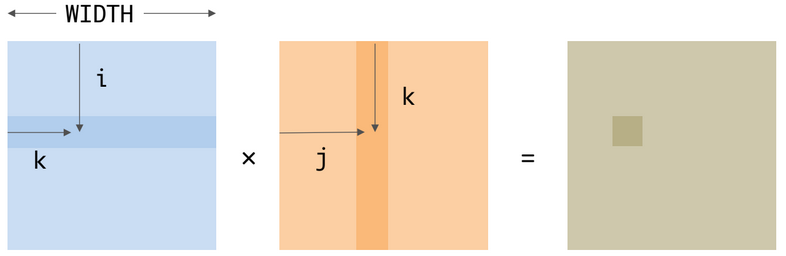 WIDTH
i
k
k
j
×
=